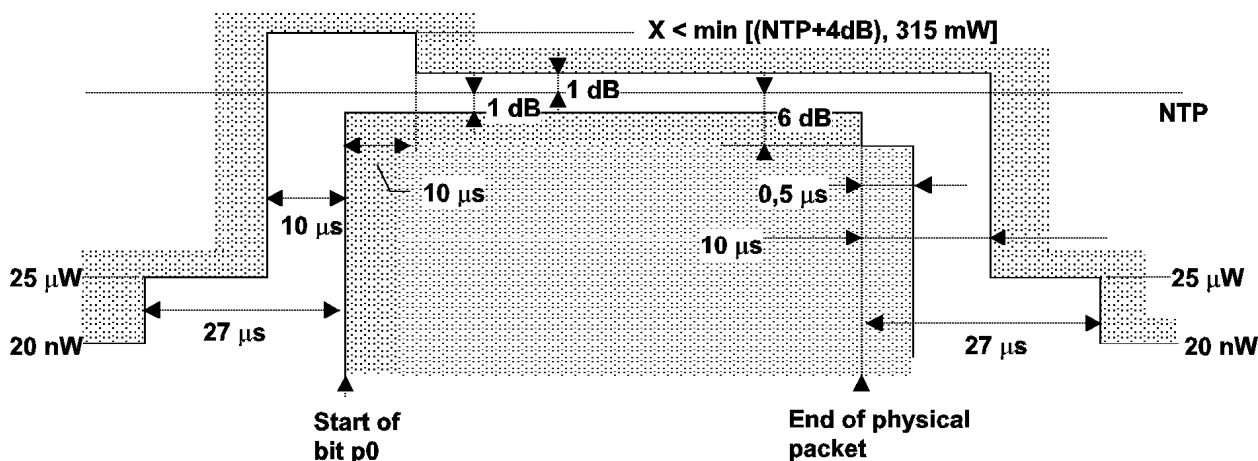 X < min [(NTP+4dB), 315 mW]
1 dB
1 dB
6 dB
NTP
10 μs
0,5 μs
10 μs
10 μs
25 μW
25 μW
27 μs
27 μs
20 nW
20 nW
Start of
bit p0
End of physical
packet